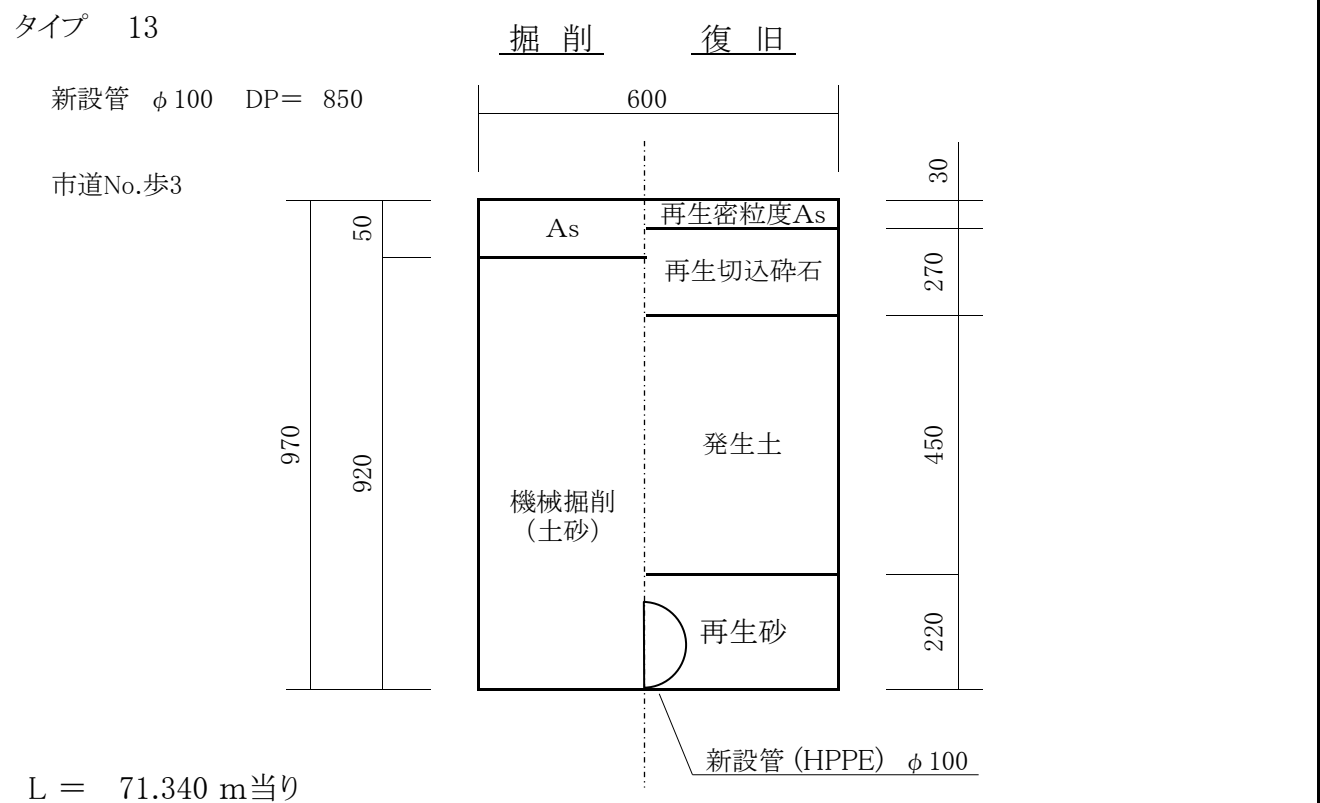 タイプ 13
掘 削 復 旧
新設管 φ100 DP＝ 850
600
市道No.歩3
30
50
As
再生密粒度As
再生切込砕石
270
970
920
機械掘削
（土砂）
発生土
450
再生砂
220
新設管 (HPPE) φ100
L ＝ 71.340 m当り